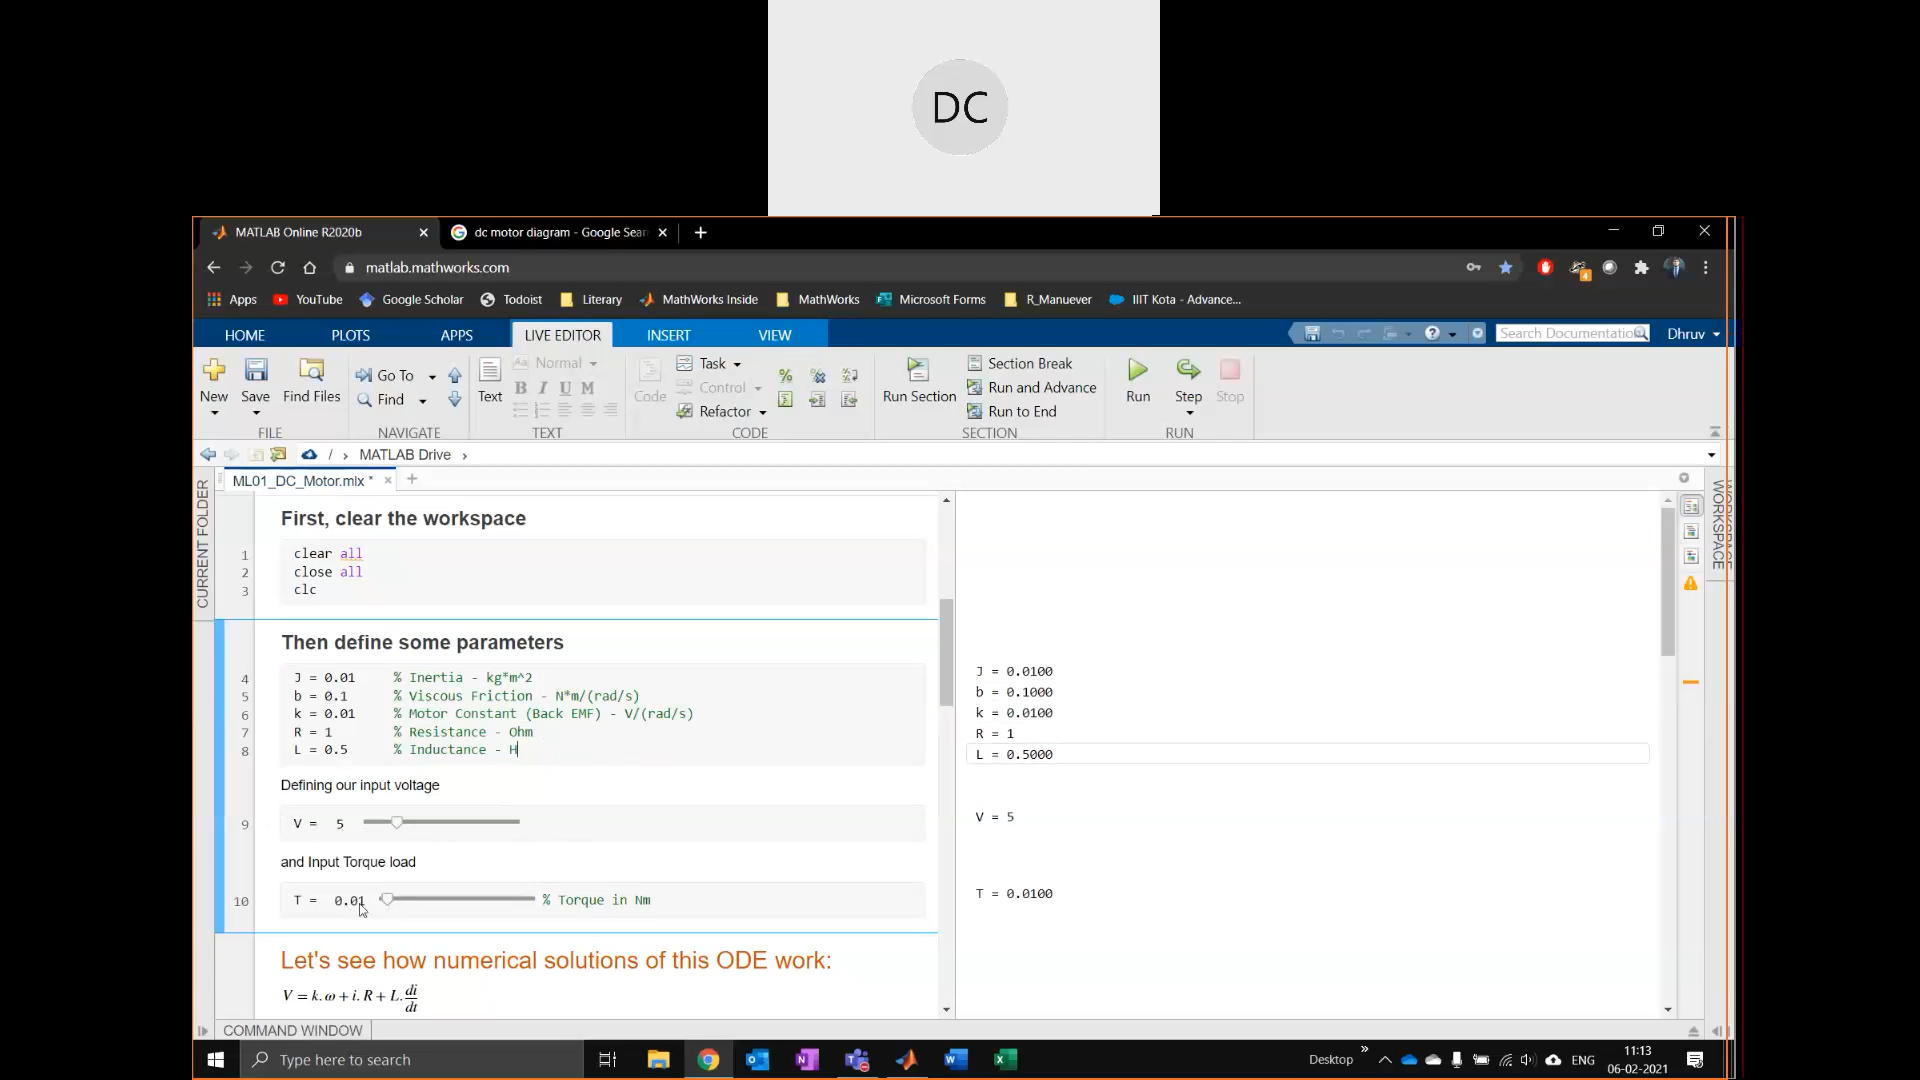 DC
MATLAB Online R2020b
dc motor diagram - Google Sear
matlab.mathworks.com
4
Apps YouTube Google Scholar Todoist Literary MathWorks Inside MathWorks Microsoft Forms R_Manuever IIIT Kota - Advance...
HOME PLOTS APPS LIVE EDITOR INSERT VIEW
Search Documentation
Dhruv
New Save Find Files
Go To
Find
Text
Normal
B I U M
Code
Task
Control
Refactor
Run Section
Section Break
Run and Advance
Run to End
Run Step Stop
FILE NAVIGATE TEXT CODE SECTION RUN
/ › MATLAB Drive ›
ML01_DC_Motor.mlx *
CURRENT FOLDER
WORKSPACE
First, clear the workspace
1 clear all
2 close all
3 clc
Then define some parameters
4 J = 0.01 % Inertia - kg*m^2
5 b = 0.1 % Viscous Friction - N*m/(rad/s)
6 k = 0.01 % Motor Constant (Back EMF) - V/(rad/s)
7 R = 1 % Resistance - Ohm
8 L = 0.5 % Inductance - H
Defining our input voltage
9 V = 5
and Input Torque load
10 T = 0.01 % Torque in Nm
Let's see how numerical solutions of this ODE work:
V = k.ω + i.R + L.di/dt
J = 0.0100
b = 0.1000
k = 0.0100
R = 1
L = 0.5000
V = 5
T = 0.0100
COMMAND WINDOW
Type here to search
Desktop
ENG
11:13
06-02-2021